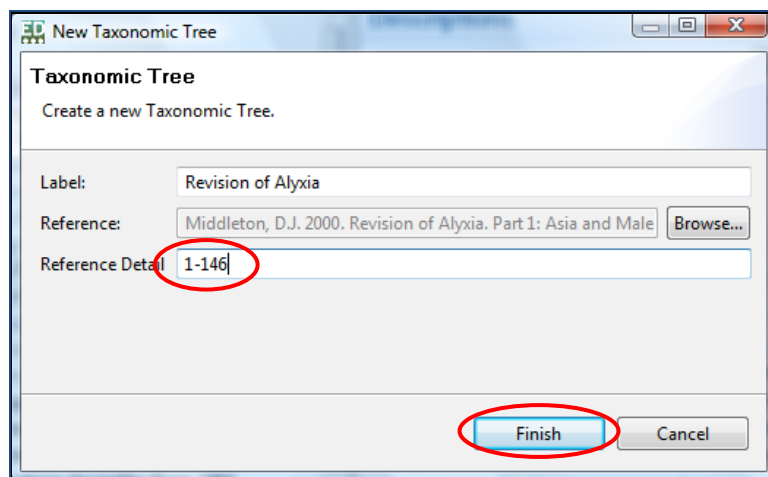 New Taxonomic Tree
Taxonomic Tree
Create a new Taxonomic Tree.
Label: Revision of Alyxia
Reference: Middleton, D.J. 2000. Revision of Alyxia. Part 1: Asia and Male Browse...
Reference Detail 1-146
Finish Cancel